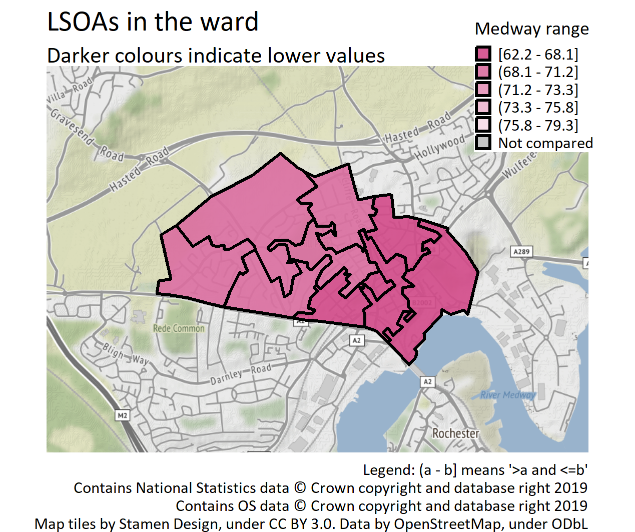 LSOAs in the ward
Darker colours indicate lower values
Medway range
[62.2 - 68.1]
(68.1 - 71.2]
(71.2 - 73.3]
(73.3 - 75.8]
(75.8 - 79.3]
Not compared
Villa Road
Gravesend Road
Hasted Road
Hasted Road
Hollywood
Wulfere
A289
Rede Common
A2
A2
Bligh Way
Darnley Road
A2
River Medway
M2
Rochester
Legend: (a - b] means '>a and <=b'
Contains National Statistics data © Crown copyright and database right 2019
Contains OS data © Crown copyright and database right 2019
Map tiles by Stamen Design, under CC BY 3.0. Data by OpenStreetMap, under ODbL